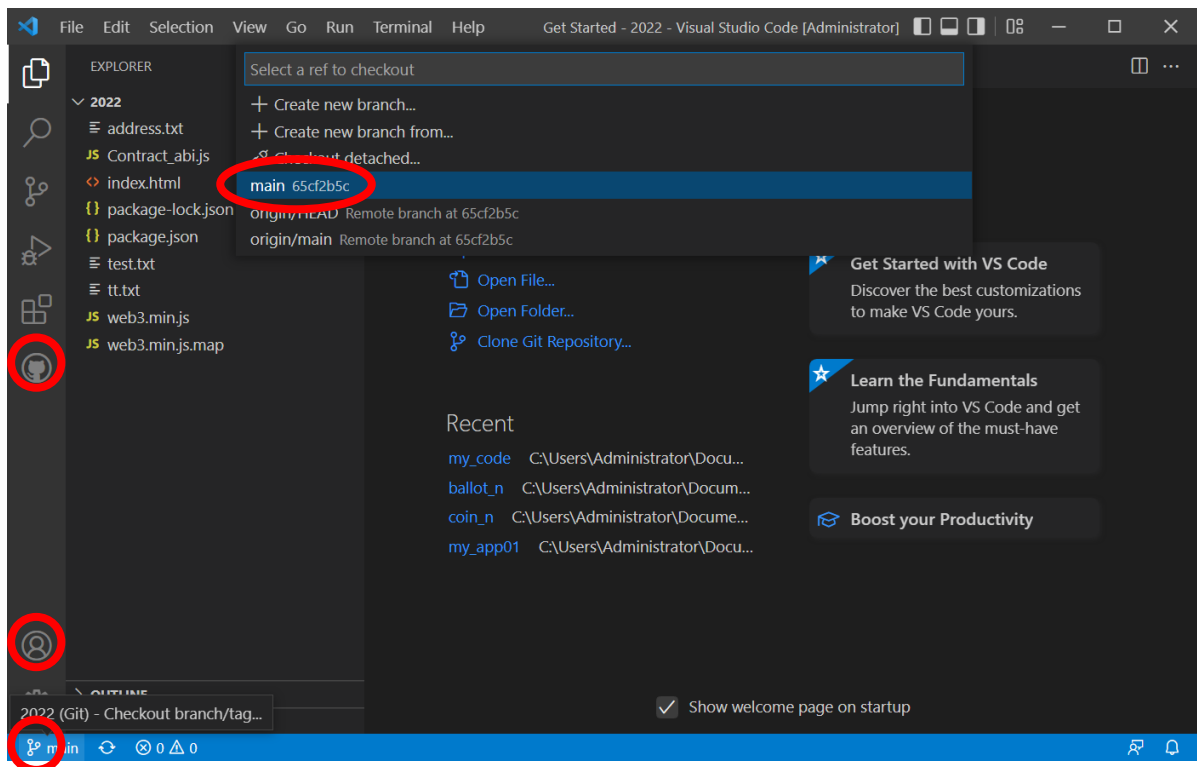 File Edit Selection View Go Run Terminal Help Get Started - 2022 - Visual Studio Code [Administrator]
EXPLORER
2022
address.txt
JS Contract_abi.js
<> index.html
{} package-lock.json
{} package.json
test.txt
tt.txt
JS web3.min.js
JS web3.min.js.map
Select a ref to checkout
+ Create new branch...
+ Create new branch from...
Checkout detached...
main 65cf2b5c
origin/HEAD Remote branch at 65cf2b5c
origin/main Remote branch at 65cf2b5c
Open File...
Open Folder...
Clone Git Repository...
Recent
my_code C:\Users\Administrator\Docu...
ballot_n C:\Users\Administrator\Docum...
coin_n C:\Users\Administrator\Docume...
my_app01 C:\Users\Administrator\Docu...
Get Started with VS Code
Discover the best customizations
to make VS Code yours.
Learn the Fundamentals
Jump right into VS Code and get
an overview of the must-have
features.
Boost your Productivity
Show welcome page on startup
OUTLINE
2022 (Git) - Checkout branch/tag...
main 0 0